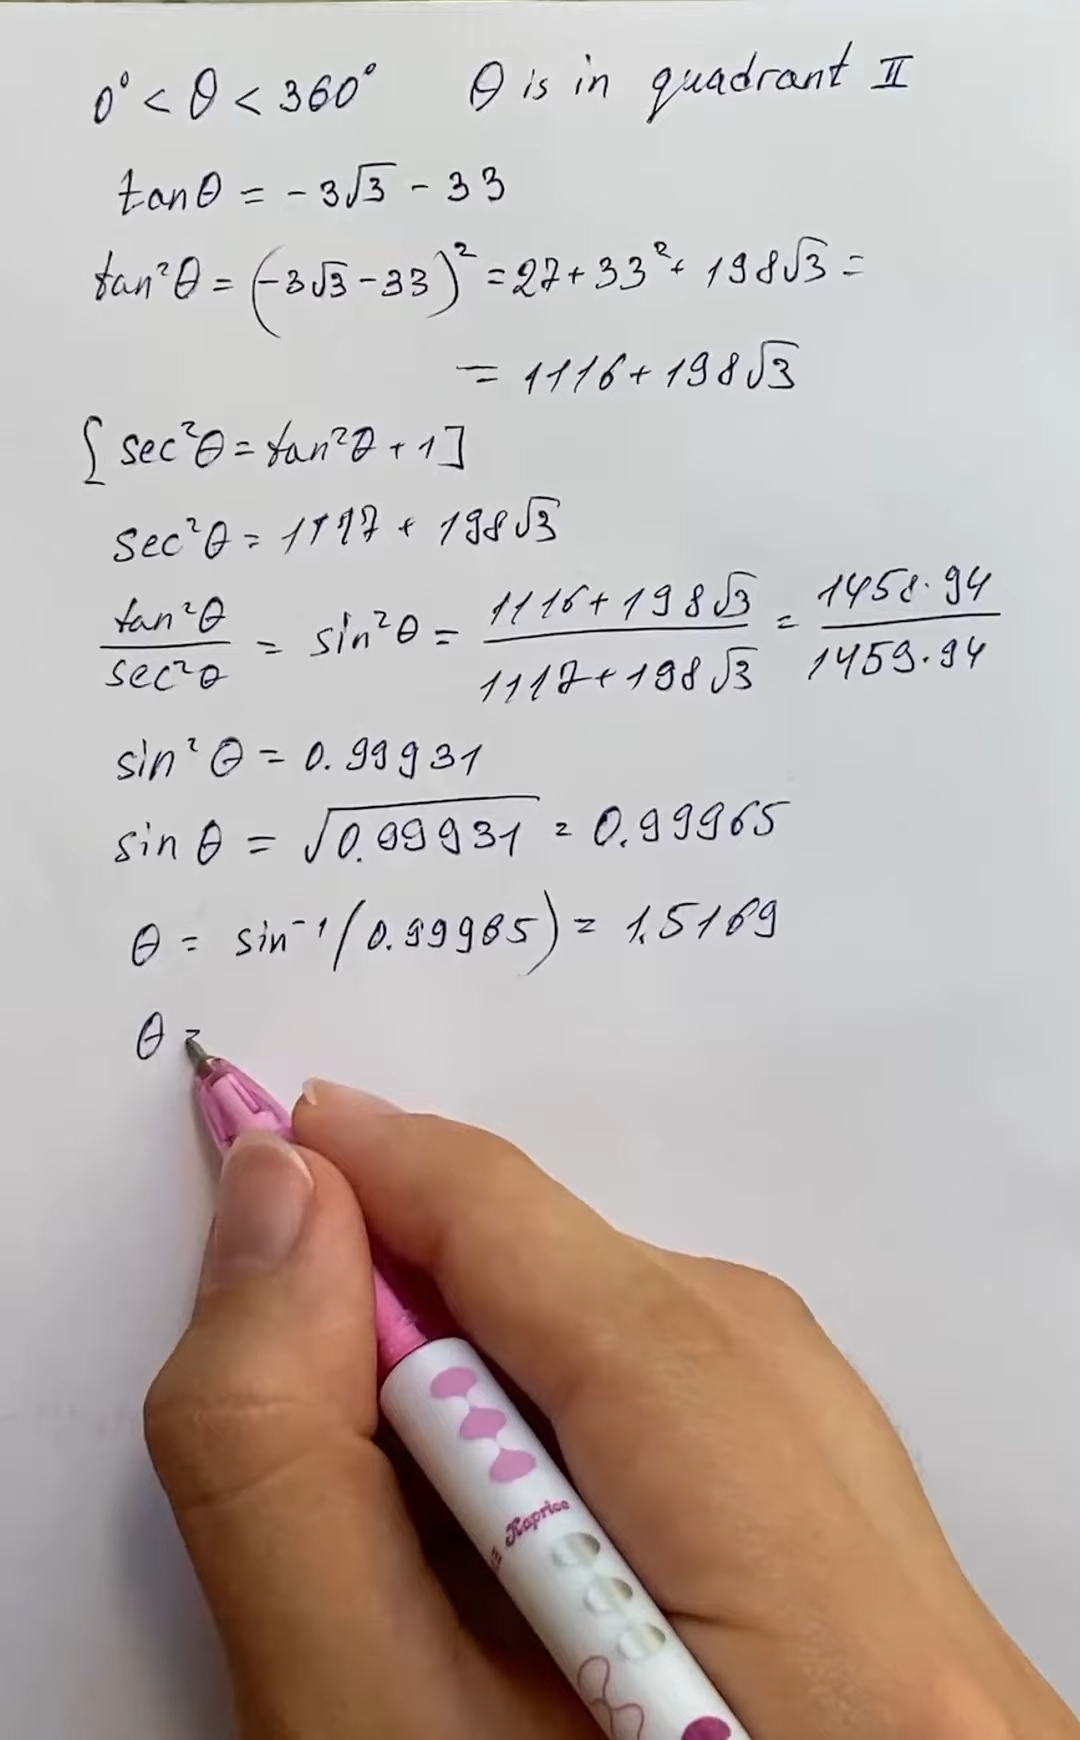 0° < θ < 360° θ is in quadrant II
tanθ = -3√3 - 33
tan²θ = (-3√3 - 33)² = 27 + 33² + 198√3 =
= 1116 + 198√3
[sec²θ = tan²θ + 1]
sec²θ = 1117 + 198√3
tan²θ/sec²θ = sin²θ = (1116 + 198√3)/(1117 + 198√3) = 1458.94/1459.94
sin²θ = 0.99931
sin θ = √0.99931 = 0.99965
θ = sin⁻¹(0.99965) = 1.5169
θ =
Kaprice